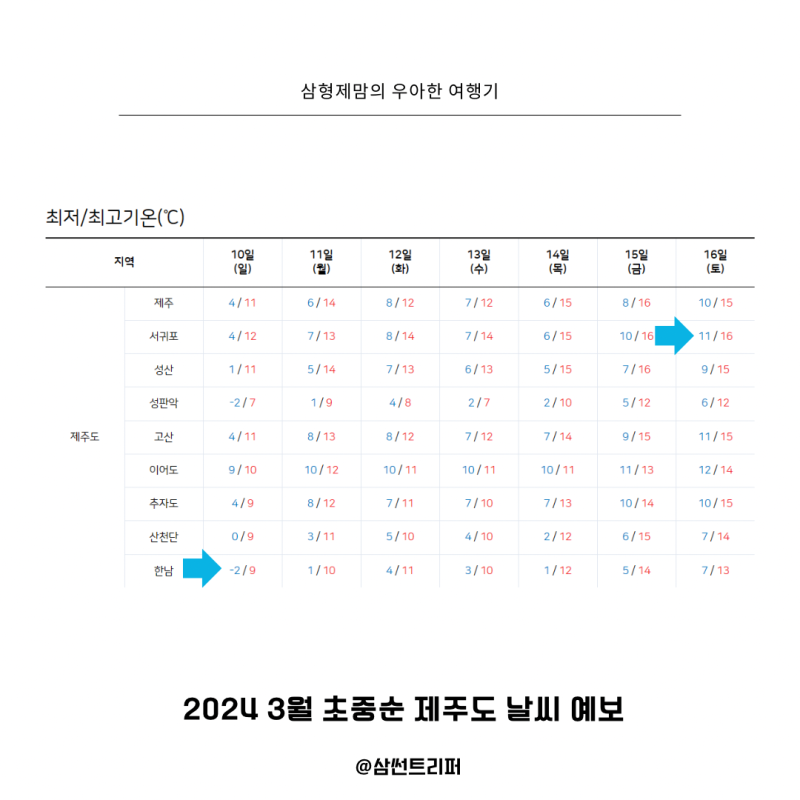 삼형제맘의 우아한 여행기
최저/최고기온(℃)
지역 10일 (일) 11일 (월) 12일 (화) 13일 (수) 14일 (목) 15일 (금) 16일 (토)
제주도
제주 4 / 11 6 / 14 8 / 12 7 / 12 6 / 15 8 / 16 10 / 15
서귀포 4 / 12 7 / 13 8 / 14 7 / 14 6 / 15 10 / 16 11 / 16
성산 1 / 11 5 / 14 7 / 13 6 / 13 5 / 15 7 / 16 9 / 15
성판악 -2 / 7 1 / 9 4 / 8 2 / 7 2 / 10 5 / 12 6 / 12
고산 4 / 11 8 / 13 8 / 12 7 / 12 7 / 14 9 / 15 11 / 15
이어도 9 / 10 10 / 12 10 / 11 10 / 11 10 / 11 11 / 13 12 / 14
추자도 4 / 9 8 / 12 7 / 11 7 / 10 7 / 13 10 / 14 10 / 15
산천단 0 / 9 3 / 11 5 / 10 4 / 10 2 / 12 6 / 15 7 / 14
한남 -2 / 9 1 / 10 4 / 11 3 / 10 1 / 12 5 / 14 7 / 13
2024 3월 초중순 제주도 날씨 예보
@삼썬트리퍼